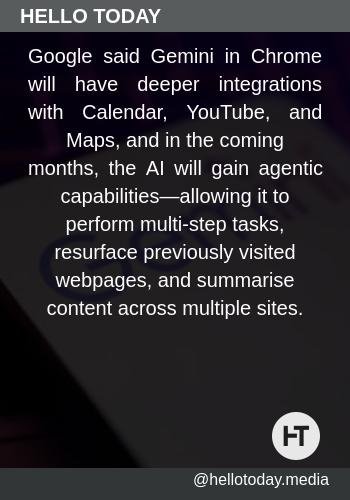 HELLO TODAY
Google said Gemini in Chrome
will have deeper integrations
with Calendar, YouTube, and
Maps, and in the coming
months, the AI will gain agentic
capabilities—allowing it to
perform multi-step tasks,
resurface previously visited
webpages, and summarise
content across multiple sites.
HT
@hellotoday.media